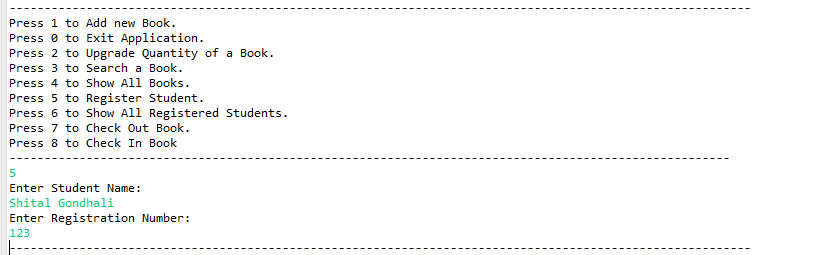 ----------------------------------------------------------------------------------------------------------
Press 1 to Add new Book.
Press 0 to Exit Application.
Press 2 to Upgrade Quantity of a Book.
Press 3 to Search a Book.
Press 4 to Show All Books.
Press 5 to Register Student.
Press 6 to Show All Registered Students.
Press 7 to Check Out Book.
Press 8 to Check In Book
-------------------------------------------------------------------------------------------------------
5
Enter Student Name:
Shital Gondhali
Enter Registration Number:
123
----------------------------------------------------------------------------------------------------------